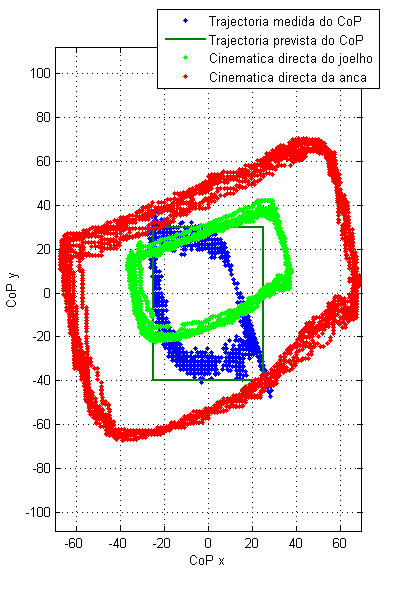 Trajectoria medida do CoP
Trajectoria prevista do CoP
Cinematica directa do joelho
Cinematica directa da anca
100
80
60
40
20
0
-20
-40
-60
-80
-100
CoP y
-60 -40 -20 0 20 40 60
CoP x